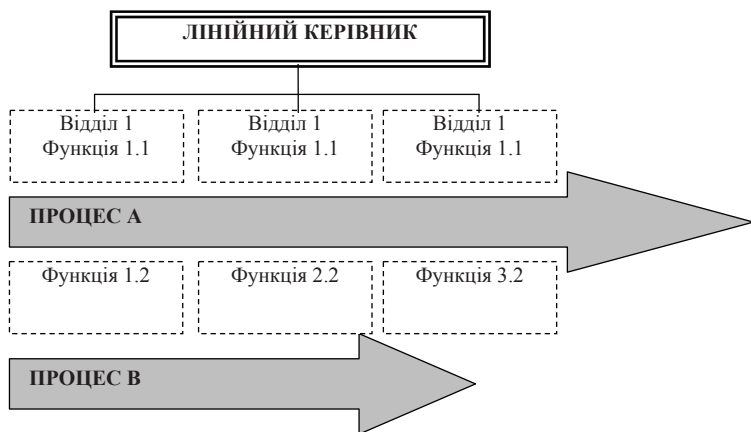 ЛІНІЙНИЙ КЕРІВНИК
Відділ 1
Функція 1.1
Відділ 1
Функція 1.1
Відділ 1
Функція 1.1
ПРОЦЕС А
Функція 1.2
Функція 2.2
Функція 3.2
ПРОЦЕС В